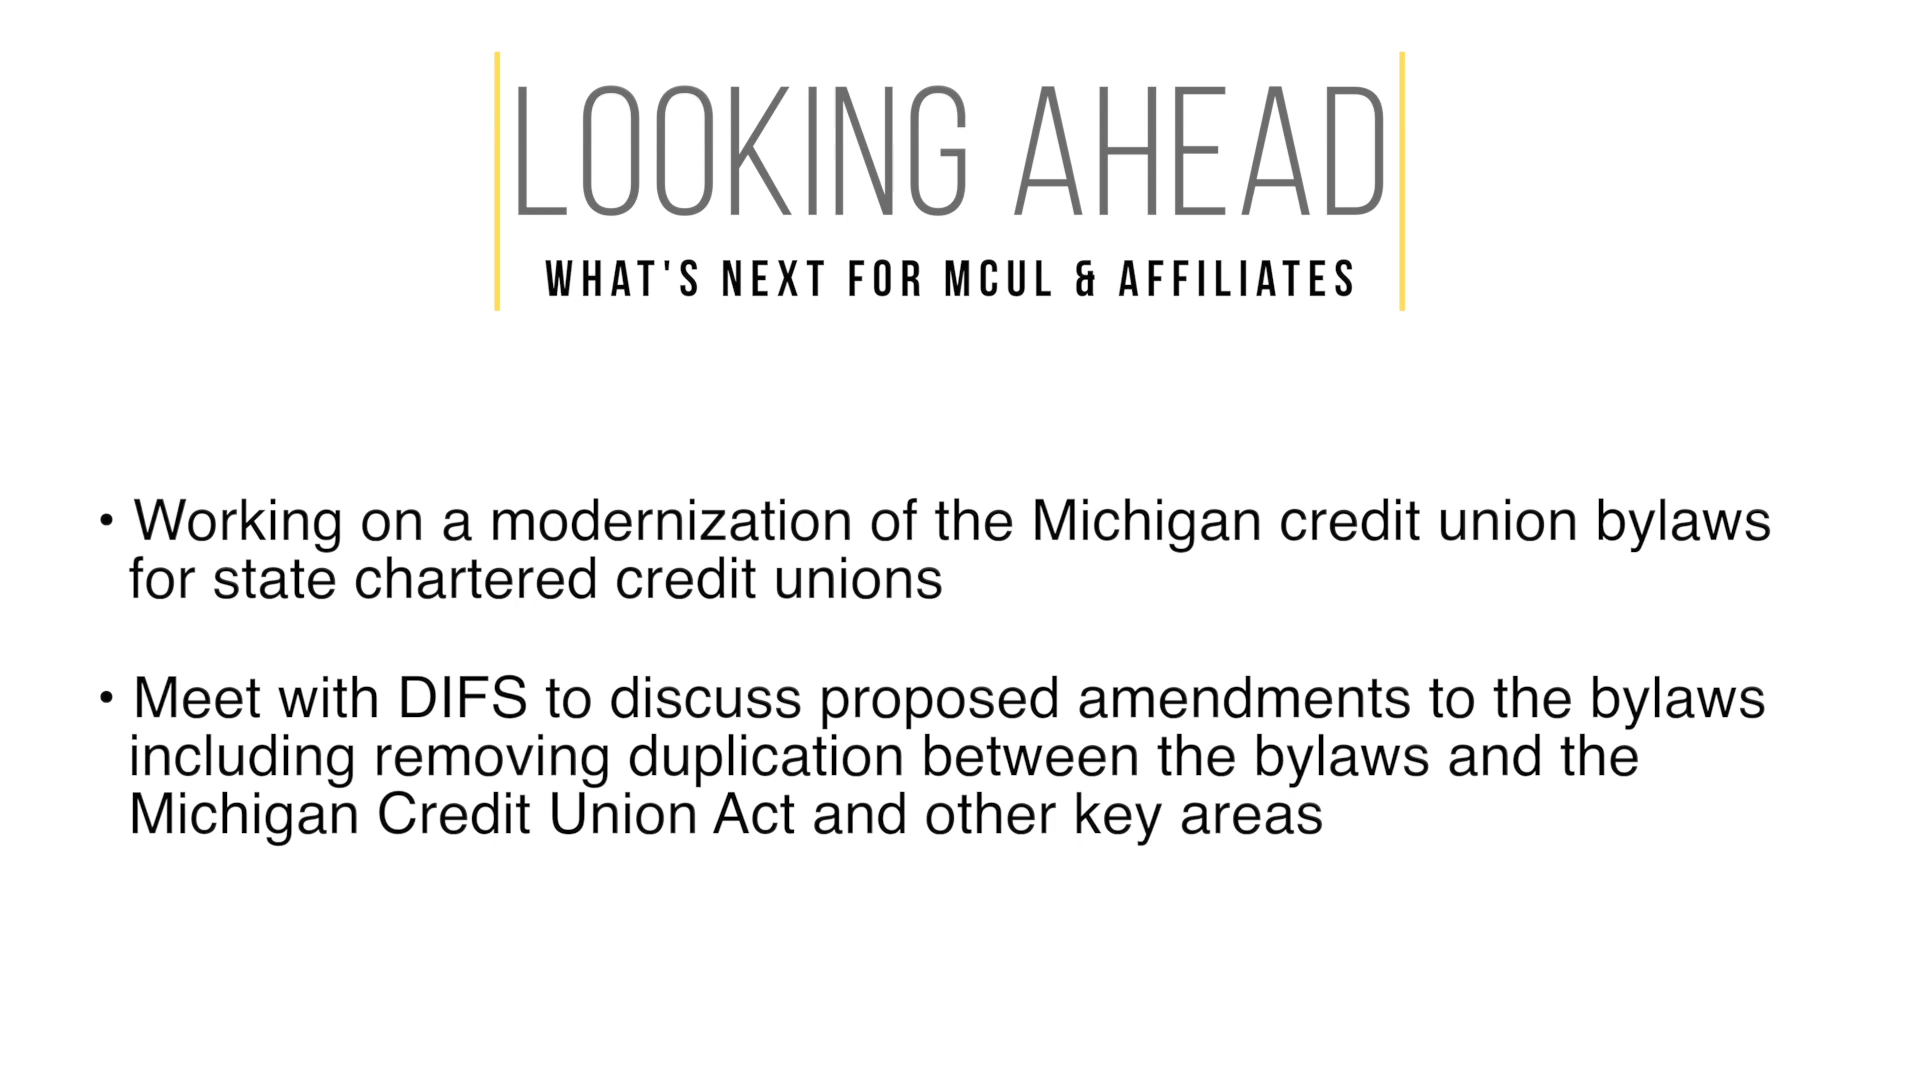 LOOKING AHEAD
WHAT'S NEXT FOR MCUL & AFFILIATES
• Working on a modernization of the Michigan credit union bylaws
for state chartered credit unions
• Meet with DIFS to discuss proposed amendments to the bylaws
including removing duplication between the bylaws and the
Michigan Credit Union Act and other key areas